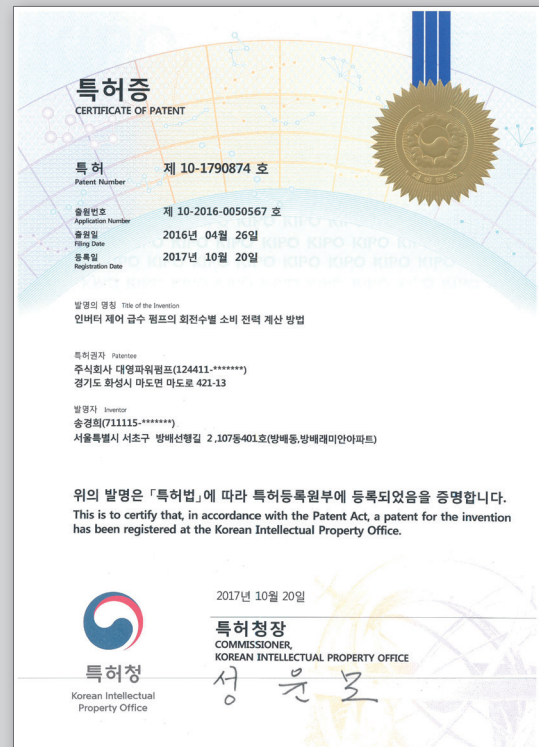 특허증
CERTIFICATE OF PATENT
특허 제 10-1790874 호
Patent Number
출원번호 제 10-2016-0050567 호
Application Number
출원일 2016년 04월 26일
Filing Date
등록일 2017년 10월 20일
Registration Date
발명의 명칭 Title of the Invention
인버터 제어 급수 펌프의 회전수별 소비 전력 계산 방법
특허권자 Patentee
주식회사 대영파워펌프(124411-*******)
경기도 화성시 마도면 마도로 421-13
발명자 Inventor
송경희(711115-*******)
서울특별시 서초구 방배선행길 2 ,107동401호(방배동,방배래미안아파트)
위의 발명은 「특허법」에 따라 특허등록원부에 등록되었음을 증명합니다.
This is to certify that, in accordance with the Patent Act, a patent for the invention
has been registered at the Korean Intellectual Property Office.
2017년 10월 20일
특허청장
COMMISSIONER,
KOREAN INTELLECTUAL PROPERTY OFFICE
성윤모
특허청
Korean Intellectual
Property Office